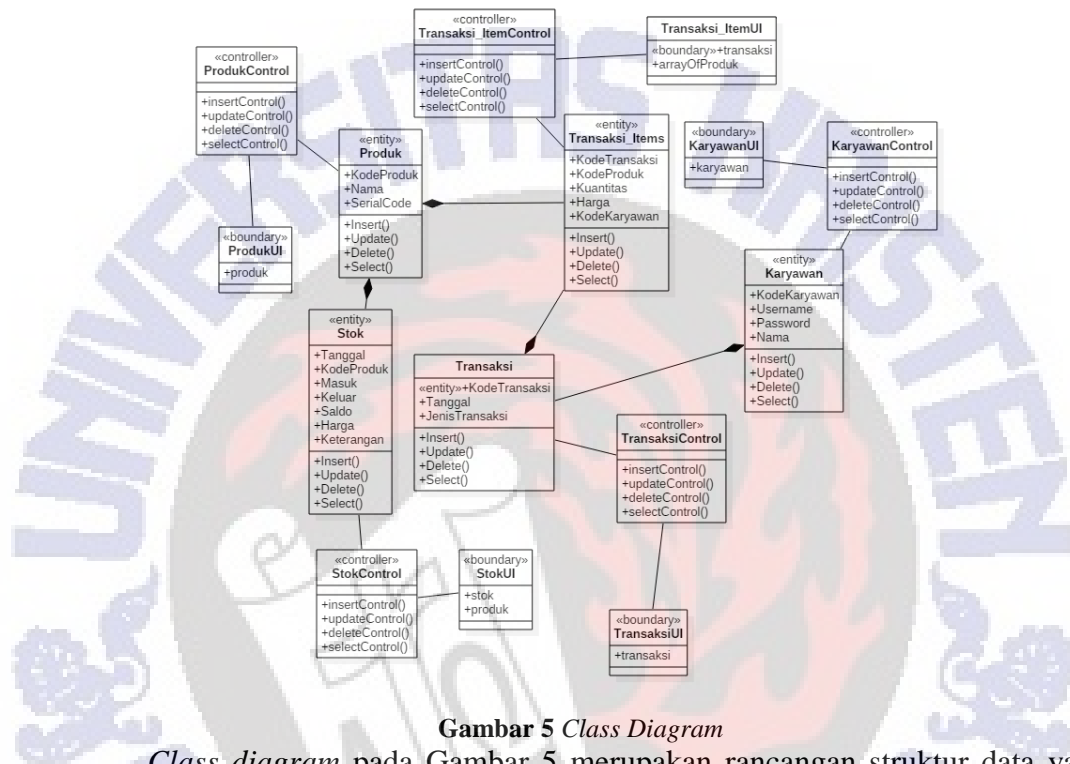 «controller»
Transaksi_ItemControl
+insertControl()
+updateControl()
+deleteControl()
+selectControl()
Transaksi_ItemUI
«boundary»+transaksi
+arrayOfProduk
«controller»
ProdukControl
+insertControl()
+updateControl()
+deleteControl()
+selectControl()
«entity»
Produk
+KodeProduk
+Nama
+SerialCode
+Insert()
+Update()
+Delete()
+Select()
«entity»
Transaksi_Items
+KodeTransaksi
+KodeProduk
+Kuantitas
+Harga
+KodeKaryawan
+Insert()
+Update()
+Delete()
+Select()
«boundary»
KaryawanUI
+karyawan
«controller»
KaryawanControl
+insertControl()
+updateControl()
+deleteControl()
+selectControl()
«boundary»
ProdukUI
+produk
«entity»
Karyawan
+KodeKaryawan
+Username
+Password
+Nama
+Insert()
+Update()
+Delete()
+Select()
«entity»
Stok
+Tanggal
+KodeProduk
+Masuk
+Keluar
+Saldo
+Harga
+Keterangan
+Insert()
+Update()
+Delete()
+Select()
Transaksi
«entity»+KodeTransaksi
+Tanggal
+JenisTransaksi
+Insert()
+Update()
+Delete()
+Select()
«controller»
TransaksiControl
+insertControl()
+updateControl()
+deleteControl()
+selectControl()
«controller»
StokControl
+insertControl()
+updateControl()
+deleteControl()
+selectControl()
«boundary»
StokUI
+stok
+produk
«boundary»
TransaksiUI
+transaksi
Gambar 5 Class Diagram
Class diagram pada Gambar 5 merupakan rancangan struktur data ya
UNIVERSITAS KRISTEN